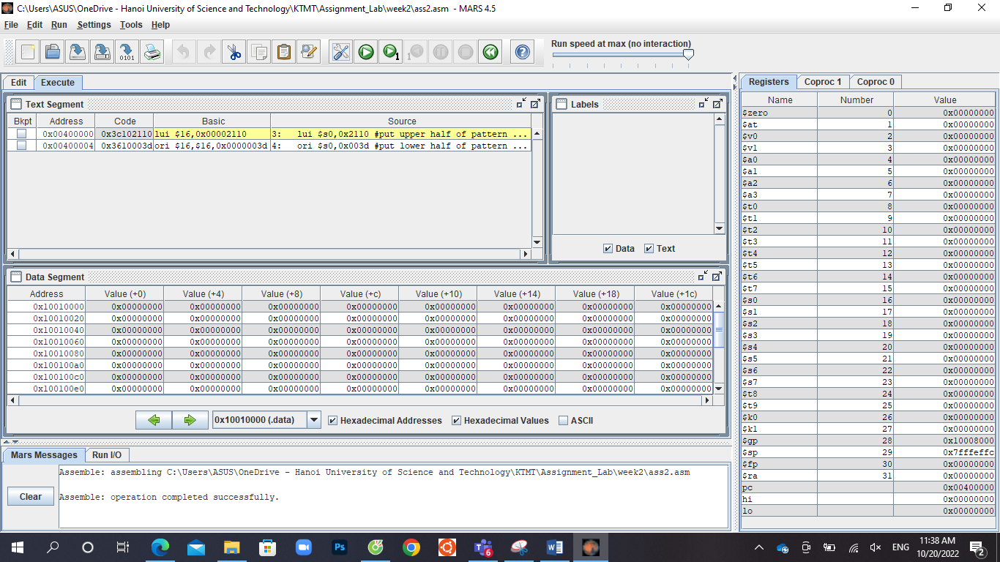 C:\Users\ASUS\OneDrive - Hanoi University of Science and Technology\KTMT\Assignment_Lab\week2\ass2.asm - MARS 4.5
File Edit Run Settings Tools Help
Run speed at max (no interaction)
Edit Execute
Text Segment
Bkpt Address Code Basic Source
0x00400000 0x3c102110 lui $16,0x00002110 3: lui $s0,0x2110 #put upper half of pattern ...
0x00400004 0x3610003d ori $16,$16,0x0000003d 4: ori $s0,0x003d #put lower half of pattern ...
Labels
Data Text
Data Segment
Address Value (+0) Value (+4) Value (+8) Value (+c) Value (+10) Value (+14) Value (+18) Value (+1c)
0x10010000 0x00000000 0x00000000 0x00000000 0x00000000 0x00000000 0x00000000 0x00000000 0x00000000
0x10010020 0x00000000 0x00000000 0x00000000 0x00000000 0x00000000 0x00000000 0x00000000 0x00000000
0x10010040 0x00000000 0x00000000 0x00000000 0x00000000 0x00000000 0x00000000 0x00000000 0x00000000
0x10010060 0x00000000 0x00000000 0x00000000 0x00000000 0x00000000 0x00000000 0x00000000 0x00000000
0x10010080 0x00000000 0x00000000 0x00000000 0x00000000 0x00000000 0x00000000 0x00000000 0x00000000
0x100100a0 0x00000000 0x00000000 0x00000000 0x00000000 0x00000000 0x00000000 0x00000000 0x00000000
0x100100c0 0x00000000 0x00000000 0x00000000 0x00000000 0x00000000 0x00000000 0x00000000 0x00000000
0x100100e0 0x00000000 0x00000000 0x00000000 0x00000000 0x00000000 0x00000000 0x00000000 0x00000000
0x10010000 (.data) Hexadecimal Addresses Hexadecimal Values ASCII
Mars Messages Run I/O
Clear
Assemble: assembling C:\Users\ASUS\OneDrive - Hanoi University of Science and Technology\KTMT\Assignment_Lab\week2\ass2.asm
Assemble: operation completed successfully.
Registers Coproc 1 Coproc 0
Name Number Value
$zero 0 0x00000000
$at 1 0x00000000
$v0 2 0x00000000
$v1 3 0x00000000
$a0 4 0x00000000
$a1 5 0x00000000
$a2 6 0x00000000
$a3 7 0x00000000
$t0 8 0x00000000
$t1 9 0x00000000
$t2 10 0x00000000
$t3 11 0x00000000
$t4 12 0x00000000
$t5 13 0x00000000
$t6 14 0x00000000
$t7 15 0x00000000
$s0 16 0x00000000
$s1 17 0x00000000
$s2 18 0x00000000
$s3 19 0x00000000
$s4 20 0x00000000
$s5 21 0x00000000
$s6 22 0x00000000
$s7 23 0x00000000
$t8 24 0x00000000
$t9 25 0x00000000
$k0 26 0x00000000
$k1 27 0x00000000
$gp 28 0x10008000
$sp 29 0x7fffeffc
$fp 30 0x00000000
$ra 31 0x00000000
pc 0x00400000
hi 0x00000000
lo 0x00000000
Ps
6
ENG
11:38 AM
10/20/2022
2